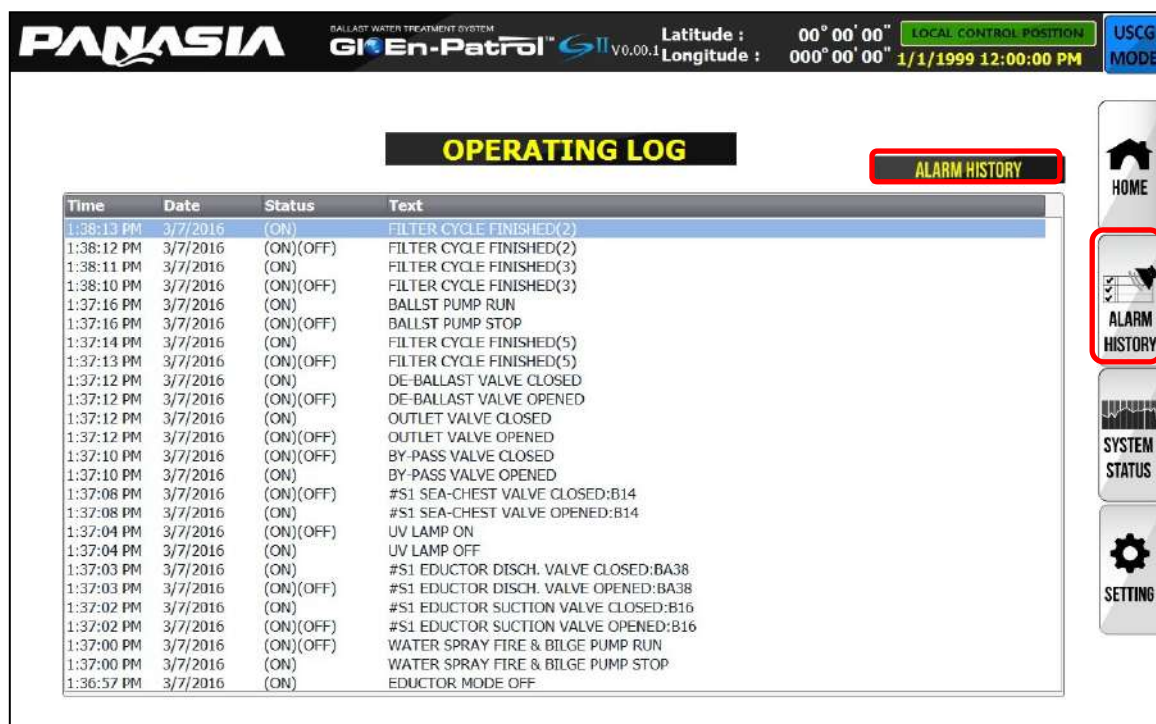 PANASIA
BALLAST WATER TREATMENT SYSTEM
GloEn-Patrol™ SII V0.00.1
Latitude : 00° 00' 00"
Longitude : 000° 00' 00"
LOCAL CONTROL POSITION
1/1/1999 12:00:00 PM
USCG
MODE
OPERATING LOG
ALARM HISTORY
Time Date Status Text
1:38:13 PM 3/7/2016 (ON) FILTER CYCLE FINISHED(2)
1:38:12 PM 3/7/2016 (ON)(OFF) FILTER CYCLE FINISHED(2)
1:38:11 PM 3/7/2016 (ON) FILTER CYCLE FINISHED(3)
1:38:10 PM 3/7/2016 (ON)(OFF) FILTER CYCLE FINISHED(3)
1:37:16 PM 3/7/2016 (ON) BALLST PUMP RUN
1:37:16 PM 3/7/2016 (ON)(OFF) BALLST PUMP STOP
1:37:14 PM 3/7/2016 (ON) FILTER CYCLE FINISHED(5)
1:37:13 PM 3/7/2016 (ON)(OFF) FILTER CYCLE FINISHED(5)
1:37:12 PM 3/7/2016 (ON) DE-BALLAST VALVE CLOSED
1:37:12 PM 3/7/2016 (ON)(OFF) DE-BALLAST VALVE OPENED
1:37:12 PM 3/7/2016 (ON) OUTLET VALVE CLOSED
1:37:12 PM 3/7/2016 (ON)(OFF) OUTLET VALVE OPENED
1:37:10 PM 3/7/2016 (ON)(OFF) BY-PASS VALVE CLOSED
1:37:10 PM 3/7/2016 (ON) BY-PASS VALVE OPENED
1:37:08 PM 3/7/2016 (ON)(OFF) #S1 SEA-CHEST VALVE CLOSED:B14
1:37:08 PM 3/7/2016 (ON) #S1 SEA-CHEST VALVE OPENED:B14
1:37:04 PM 3/7/2016 (ON)(OFF) UV LAMP ON
1:37:04 PM 3/7/2016 (ON) UV LAMP OFF
1:37:03 PM 3/7/2016 (ON) #S1 EDUCTOR DISCH. VALVE CLOSED:BA38
1:37:03 PM 3/7/2016 (ON)(OFF) #S1 EDUCTOR DISCH. VALVE OPENED:BA38
1:37:02 PM 3/7/2016 (ON) #S1 EDUCTOR SUCTION VALVE CLOSED:B16
1:37:02 PM 3/7/2016 (ON)(OFF) #S1 EDUCTOR SUCTION VALVE OPENED:B16
1:37:00 PM 3/7/2016 (ON)(OFF) WATER SPRAY FIRE & BILGE PUMP RUN
1:37:00 PM 3/7/2016 (ON) WATER SPRAY FIRE & BILGE PUMP STOP
1:36:57 PM 3/7/2016 (ON) EDUCTOR MODE OFF
HOME
ALARM
HISTORY
SYSTEM
STATUS
SETTING